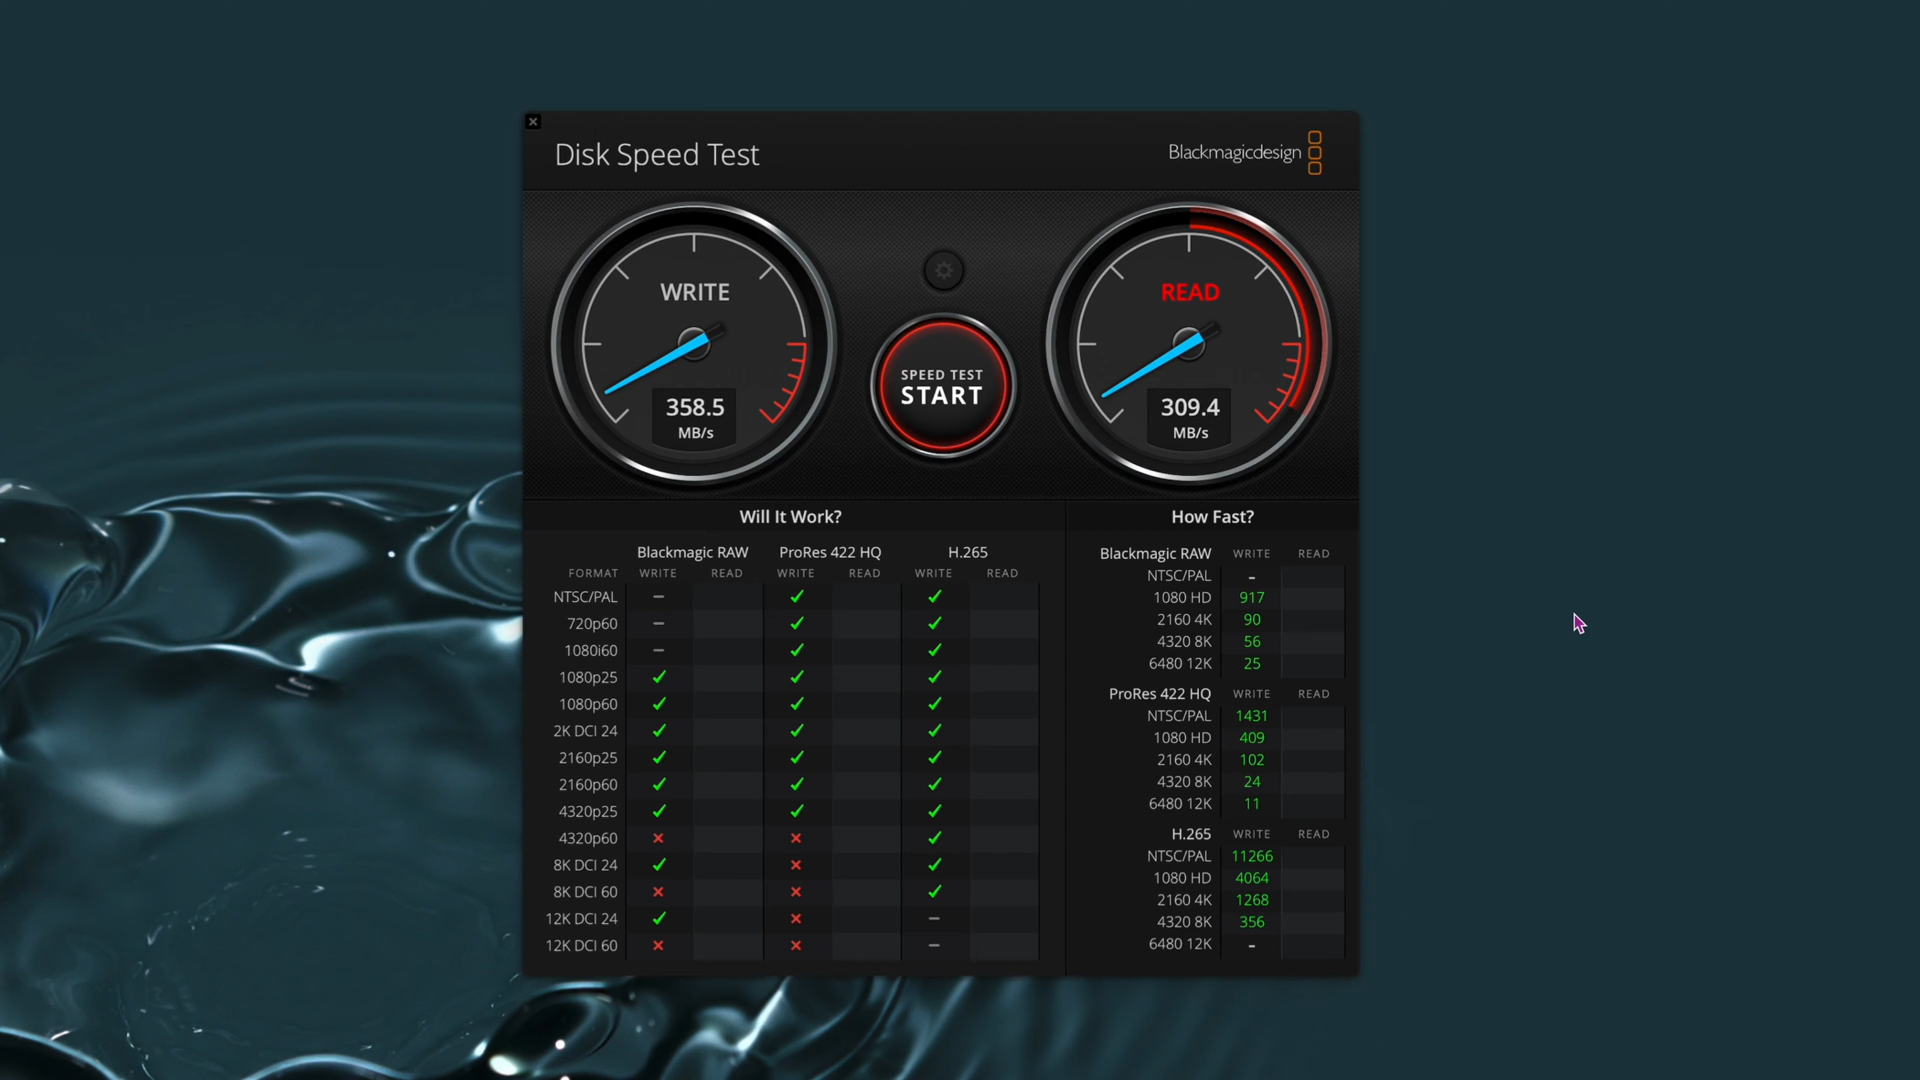 Disk Speed Test
Blackmagicdesign
WRITE
358.5
MB/s
SPEED TEST
START
READ
309.4
MB/s
Will It Work?
Blackmagic RAW ProRes 422 HQ H.265
FORMAT WRITE READ WRITE READ WRITE READ
NTSC/PAL – ✓ ✓
720p60 – ✓ ✓
1080i60 – ✓ ✓
1080p25 ✓ ✓ ✓
1080p60 ✓ ✓ ✓
2K DCI 24 ✓ ✓ ✓
2160p25 ✓ ✓ ✓
2160p60 ✓ ✓ ✓
4320p25 ✓ ✓ ✓
4320p60 × × ✓
8K DCI 24 ✓ × ✓
8K DCI 60 × × ✓
12K DCI 24 ✓ × –
12K DCI 60 × × –
How Fast?
Blackmagic RAW WRITE READ
NTSC/PAL -
1080 HD 917
2160 4K 90
4320 8K 56
6480 12K 25
ProRes 422 HQ WRITE READ
NTSC/PAL 1431
1080 HD 409
2160 4K 102
4320 8K 24
6480 12K 11
H.265 WRITE READ
NTSC/PAL 11266
1080 HD 4064
2160 4K 1268
4320 8K 356
6480 12K -